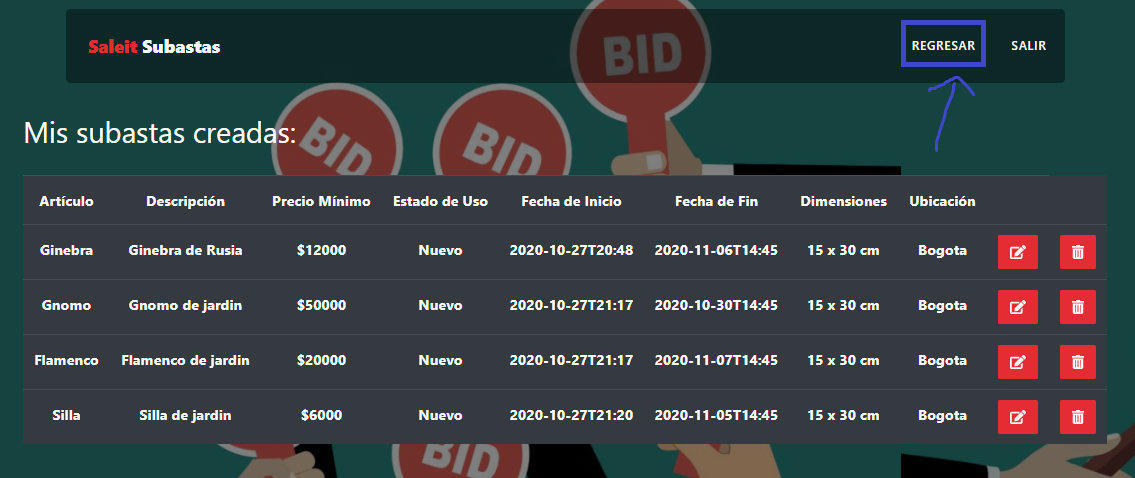 Saleit Subastas REGRESAR SALIR
BID
BID
BID
Mis subastas creadas:
Artículo Descripción Precio Mínimo Estado de Uso Fecha de Inicio Fecha de Fin Dimensiones Ubicación
Ginebra Ginebra de Rusia $12000 Nuevo 2020-10-27T20:48 2020-11-06T14:45 15 x 30 cm Bogota
Gnomo Gnomo de jardin $50000 Nuevo 2020-10-27T21:17 2020-10-30T14:45 15 x 30 cm Bogota
Flamenco Flamenco de jardin $20000 Nuevo 2020-10-27T21:17 2020-11-07T14:45 15 x 30 cm Bogota
Silla Silla de jardin $6000 Nuevo 2020-10-27T21:20 2020-11-05T14:45 15 x 30 cm Bogota
BID